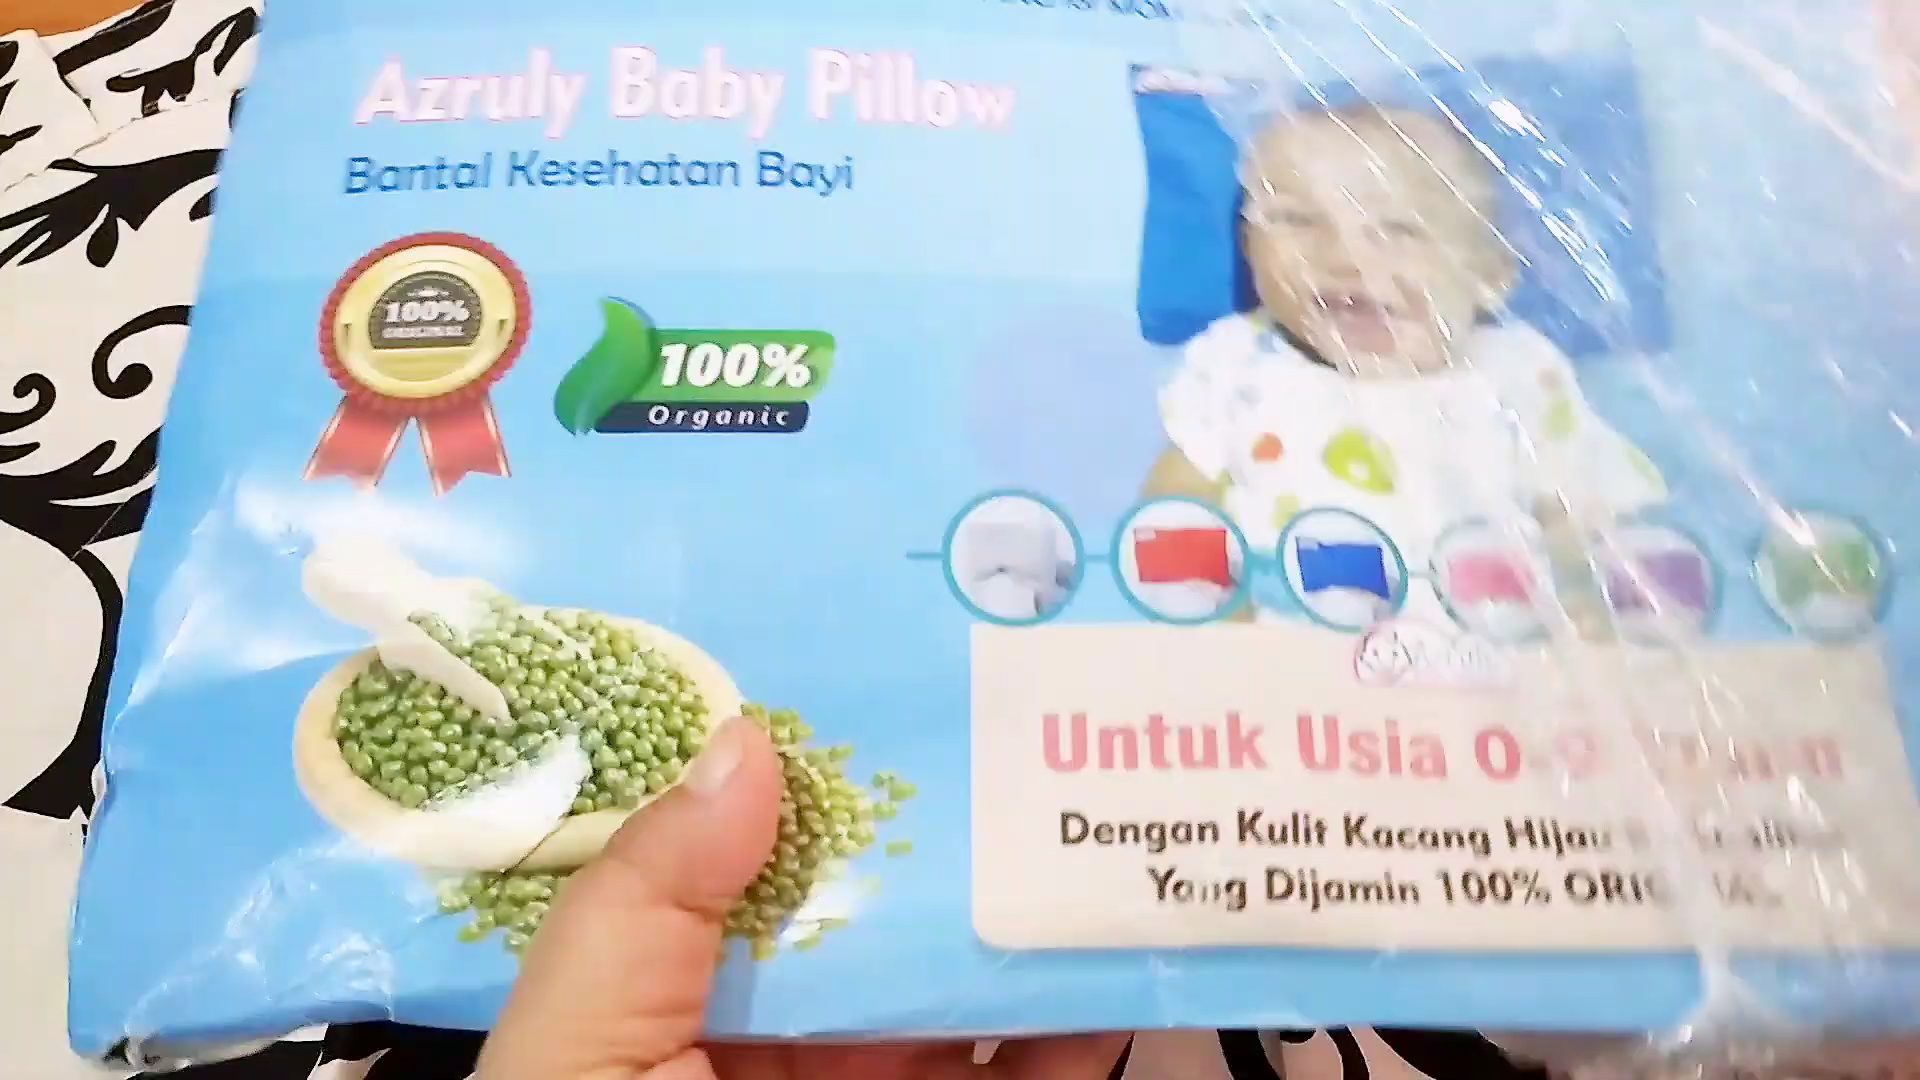 Azruly Baby Pillow
Bantal Kesehatan Bayi
100%
ORIGINAL
100%
Organic
Untuk Usia 0-
Dengan Kulit Kacang Hijau
Yang Dijamin 100%